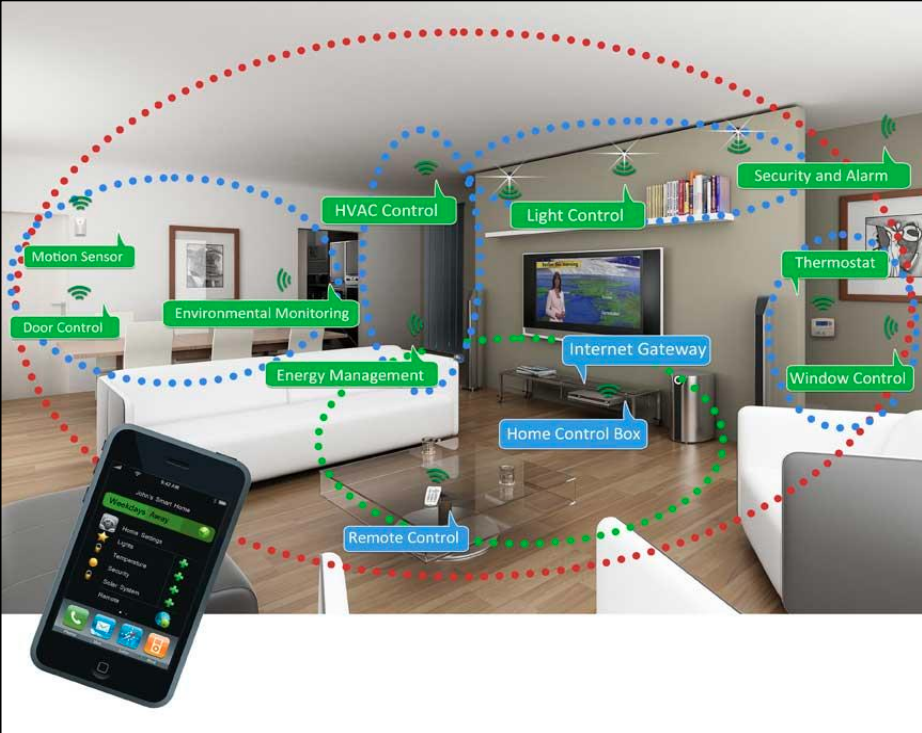 Security and Alarm
HVAC Control
Light Control
Motion Sensor
Thermostat
Door Control
Environmental Monitoring
Internet Gateway
Energy Management
Window Control
Home Control Box
Remote Control
9:42 AM
John's Smart Home
Weekdays Away
Home Settings
Lights
Temperature
Security
Solar System
Remote